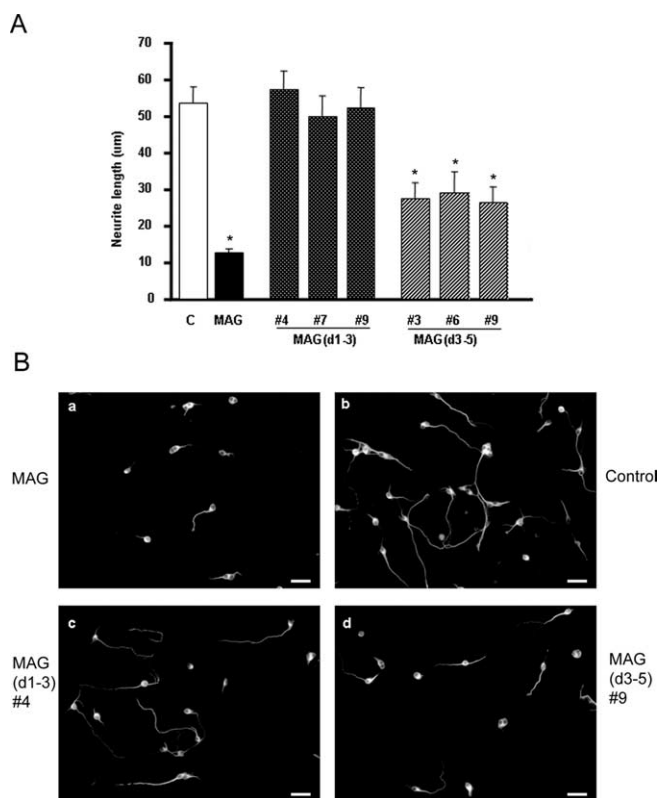 A
70
60
50
40
30
20
10
0
Neurite length (um)
*
* * *
C MAG #4 #7 #9 #3 #6 #9
MAG(d1-3) MAG(d3-5)
B
a b
MAG Control
c d
MAG
(d1-3)
#4
MAG
(d3-5)
#9